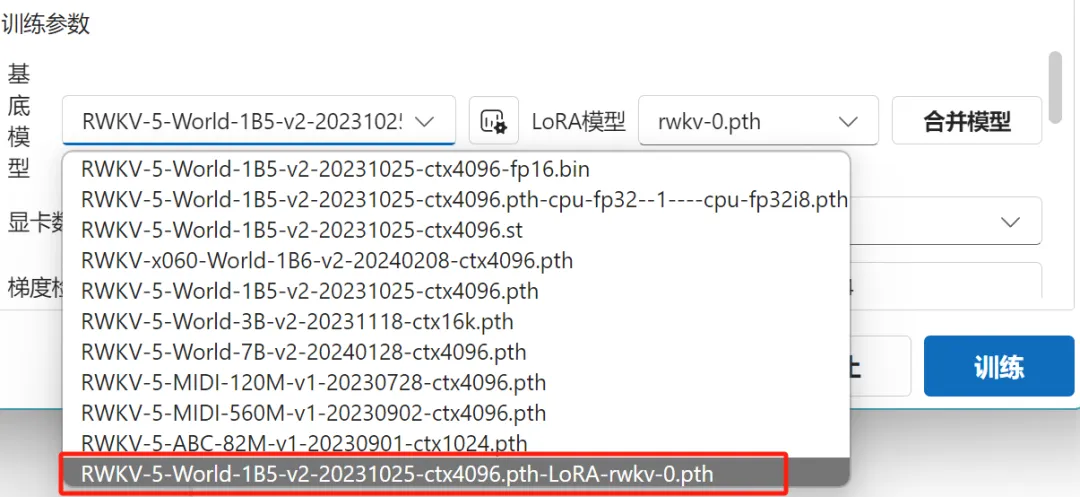 训练参数
基底模型
RWKV-5-World-1B5-v2-2023102
LoRA模型
rwkv-0.pth
合并模型
RWKV-5-World-1B5-v2-20231025-ctx4096-fp16.bin
RWKV-5-World-1B5-v2-20231025-ctx4096.pth-cpu-fp32--1----cpu-fp32i8.pth
显卡
RWKV-5-World-1B5-v2-20231025-ctx4096.st
RWKV-x060-World-1B6-v2-20240208-ctx4096.pth
梯度
RWKV-5-World-1B5-v2-20231025-ctx4096.pth
RWKV-5-World-3B-v2-20231118-ctx16k.pth
RWKV-5-World-7B-v2-20240128-ctx4096.pth
训练
RWKV-5-MIDI-120M-v1-20230728-ctx4096.pth
RWKV-5-MIDI-560M-v1-20230902-ctx4096.pth
RWKV-5-ABC-82M-v1-20230901-ctx1024.pth
RWKV-5-World-1B5-v2-20231025-ctx4096.pth-LoRA-rwkv-0.pth